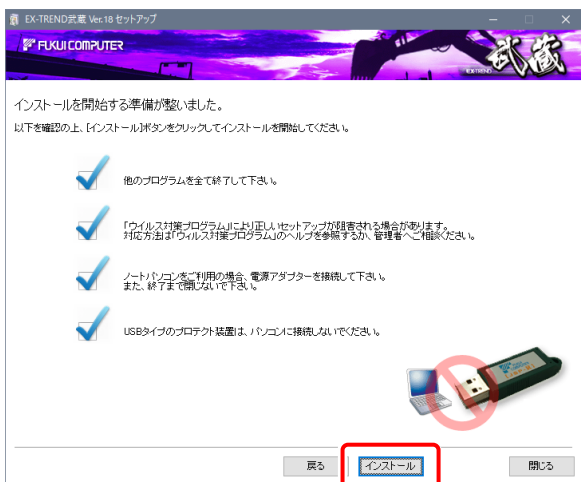 EX-TREND武蔵 Ver.18 セットアップ
FUKUI COMPUTER
EX-TREND
武蔵
インストールを開始する準備が整いました。
以下を確認の上、[インストール]ボタンをクリックしてインストールを開始してください。
他のプログラムを全て終了して下さい。
「ウイルス対策プログラム」により正しいセットアップが阻害される場合があります。
対応方法は「ウィルス対策プログラム」のヘルプを参照するか、管理者へご相談ください。
ノートパソコンをご利用の場合、電源アダプターを接続して下さい。
また、終了まで閉じないで下さい。
USBタイプのプロテクト装置は、パソコンに接続しないでください。
戻る
インストール
閉じる